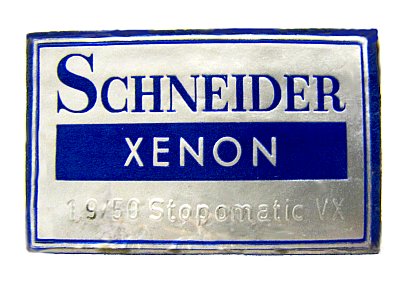 SCHNEIDER
XENON
1,9/50 Stopomatic VX